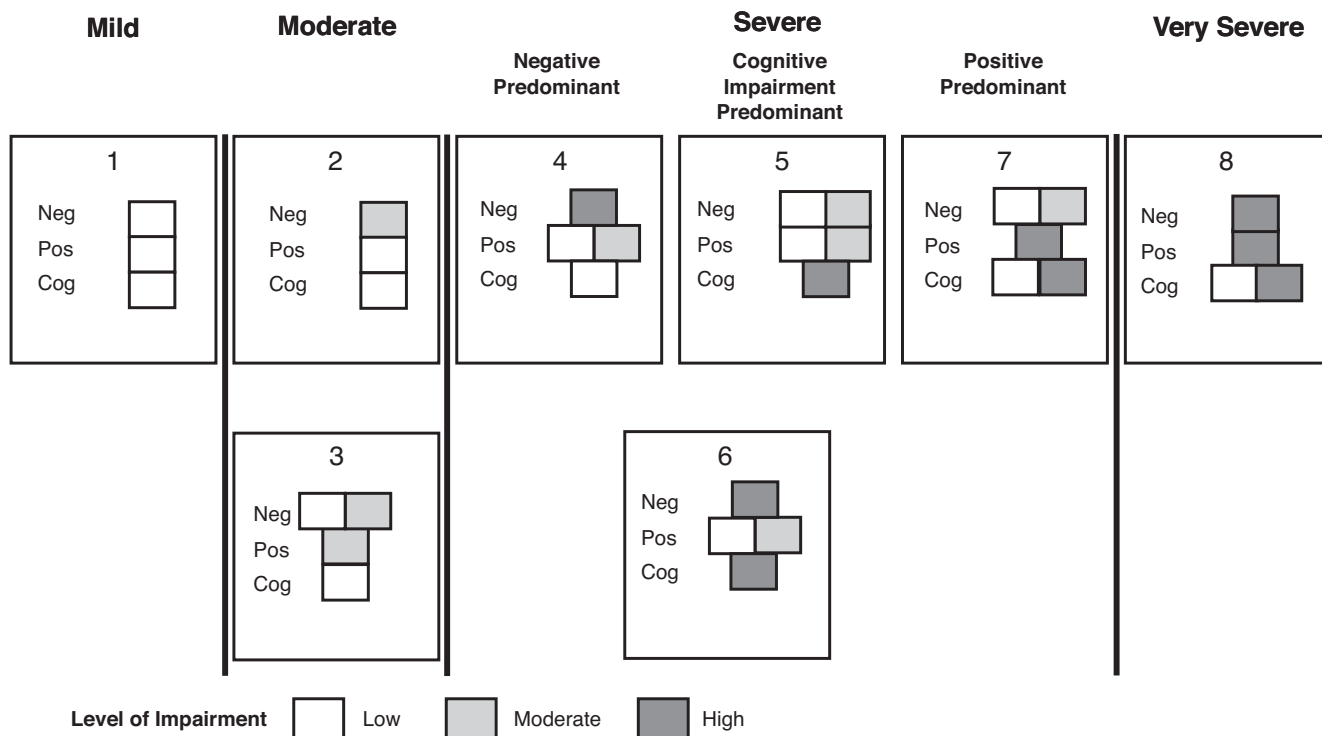 Mild
Moderate
Severe
Very Severe
Negative
Predominant
Cognitive
Impairment
Predominant
Positive
Predominant
1
Neg
Pos
Cog
2
Neg
Pos
Cog
4
Neg
Pos
Cog
5
Neg
Pos
Cog
7
Neg
Pos
Cog
8
Neg
Pos
Cog
3
Neg
Pos
Cog
6
Neg
Pos
Cog
Level of Impairment Low Moderate High